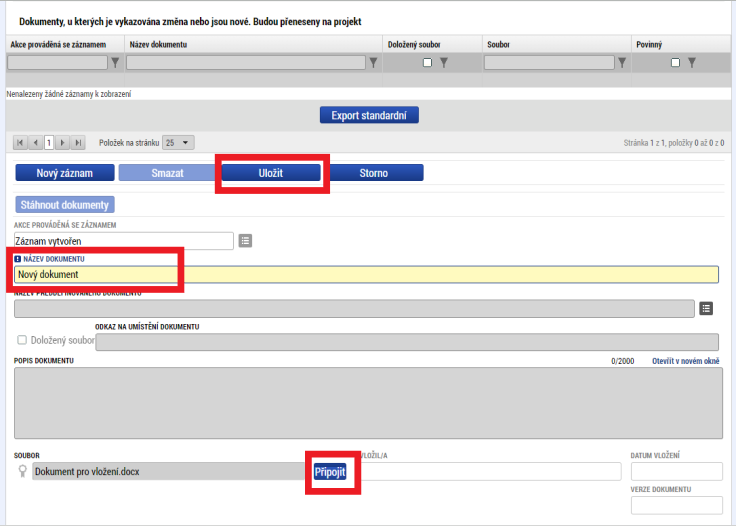 Dokumenty, u kterých je vykazována změna nebo jsou nové. Budou přeneseny na projekt
Akce prováděná se záznamem Název dokumentu Doložený soubor Soubor Povinný
Nenalezeny žádné záznamy k zobrazení
Export standardní
1 Položek na stránku 25 Stránka 1 z 1, položky 0 až 0 z 0
Nový záznam Smazat Uložit Storno
Stáhnout dokumenty
AKCE PROVÁDĚNÁ SE ZÁZNAMEM
Záznam vytvořen
NÁZEV DOKUMENTU
Nový dokument
NÁZEV PŘEDDEFINOVANÉHO DOKUMENTU
ODKAZ NA UMÍSTĚNÍ DOKUMENTU
Doložený soubor
POPIS DOKUMENTU 0/2000 Otevřít v novém okně
SOUBOR VLOŽIL/A DATUM VLOŽENÍ
Dokument pro vložení.docx Připojit
VERZE DOKUMENTU